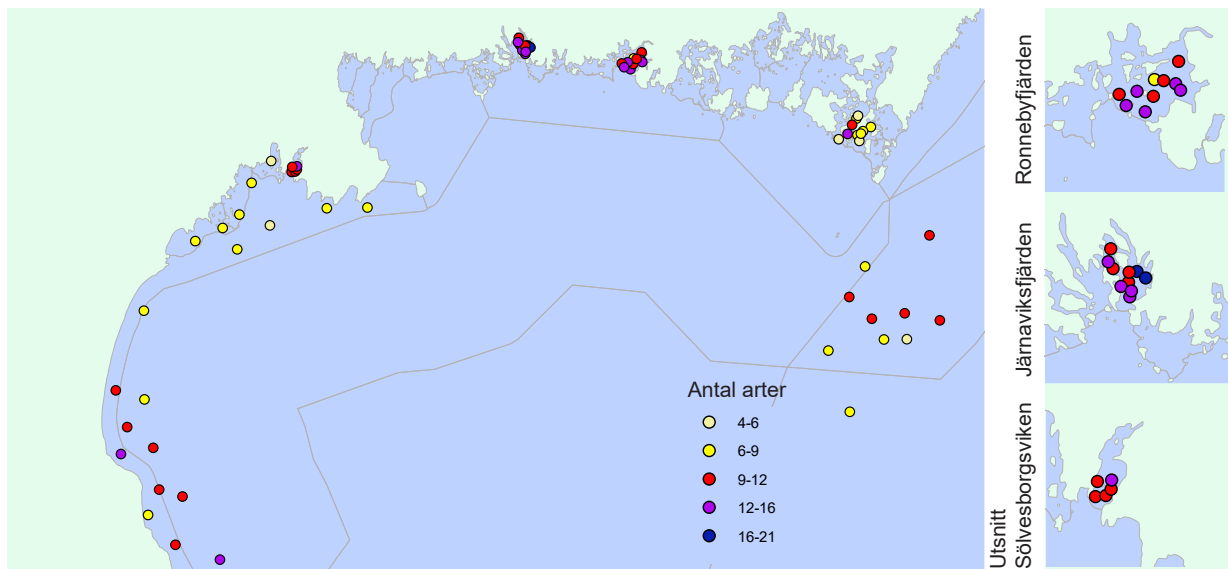 Antal arter
4-6
6-9
9-12
12-16
16-21
Ronnebyfjärden
Järnaviksfjärden
Utsnitt
Sölvesborgsviken